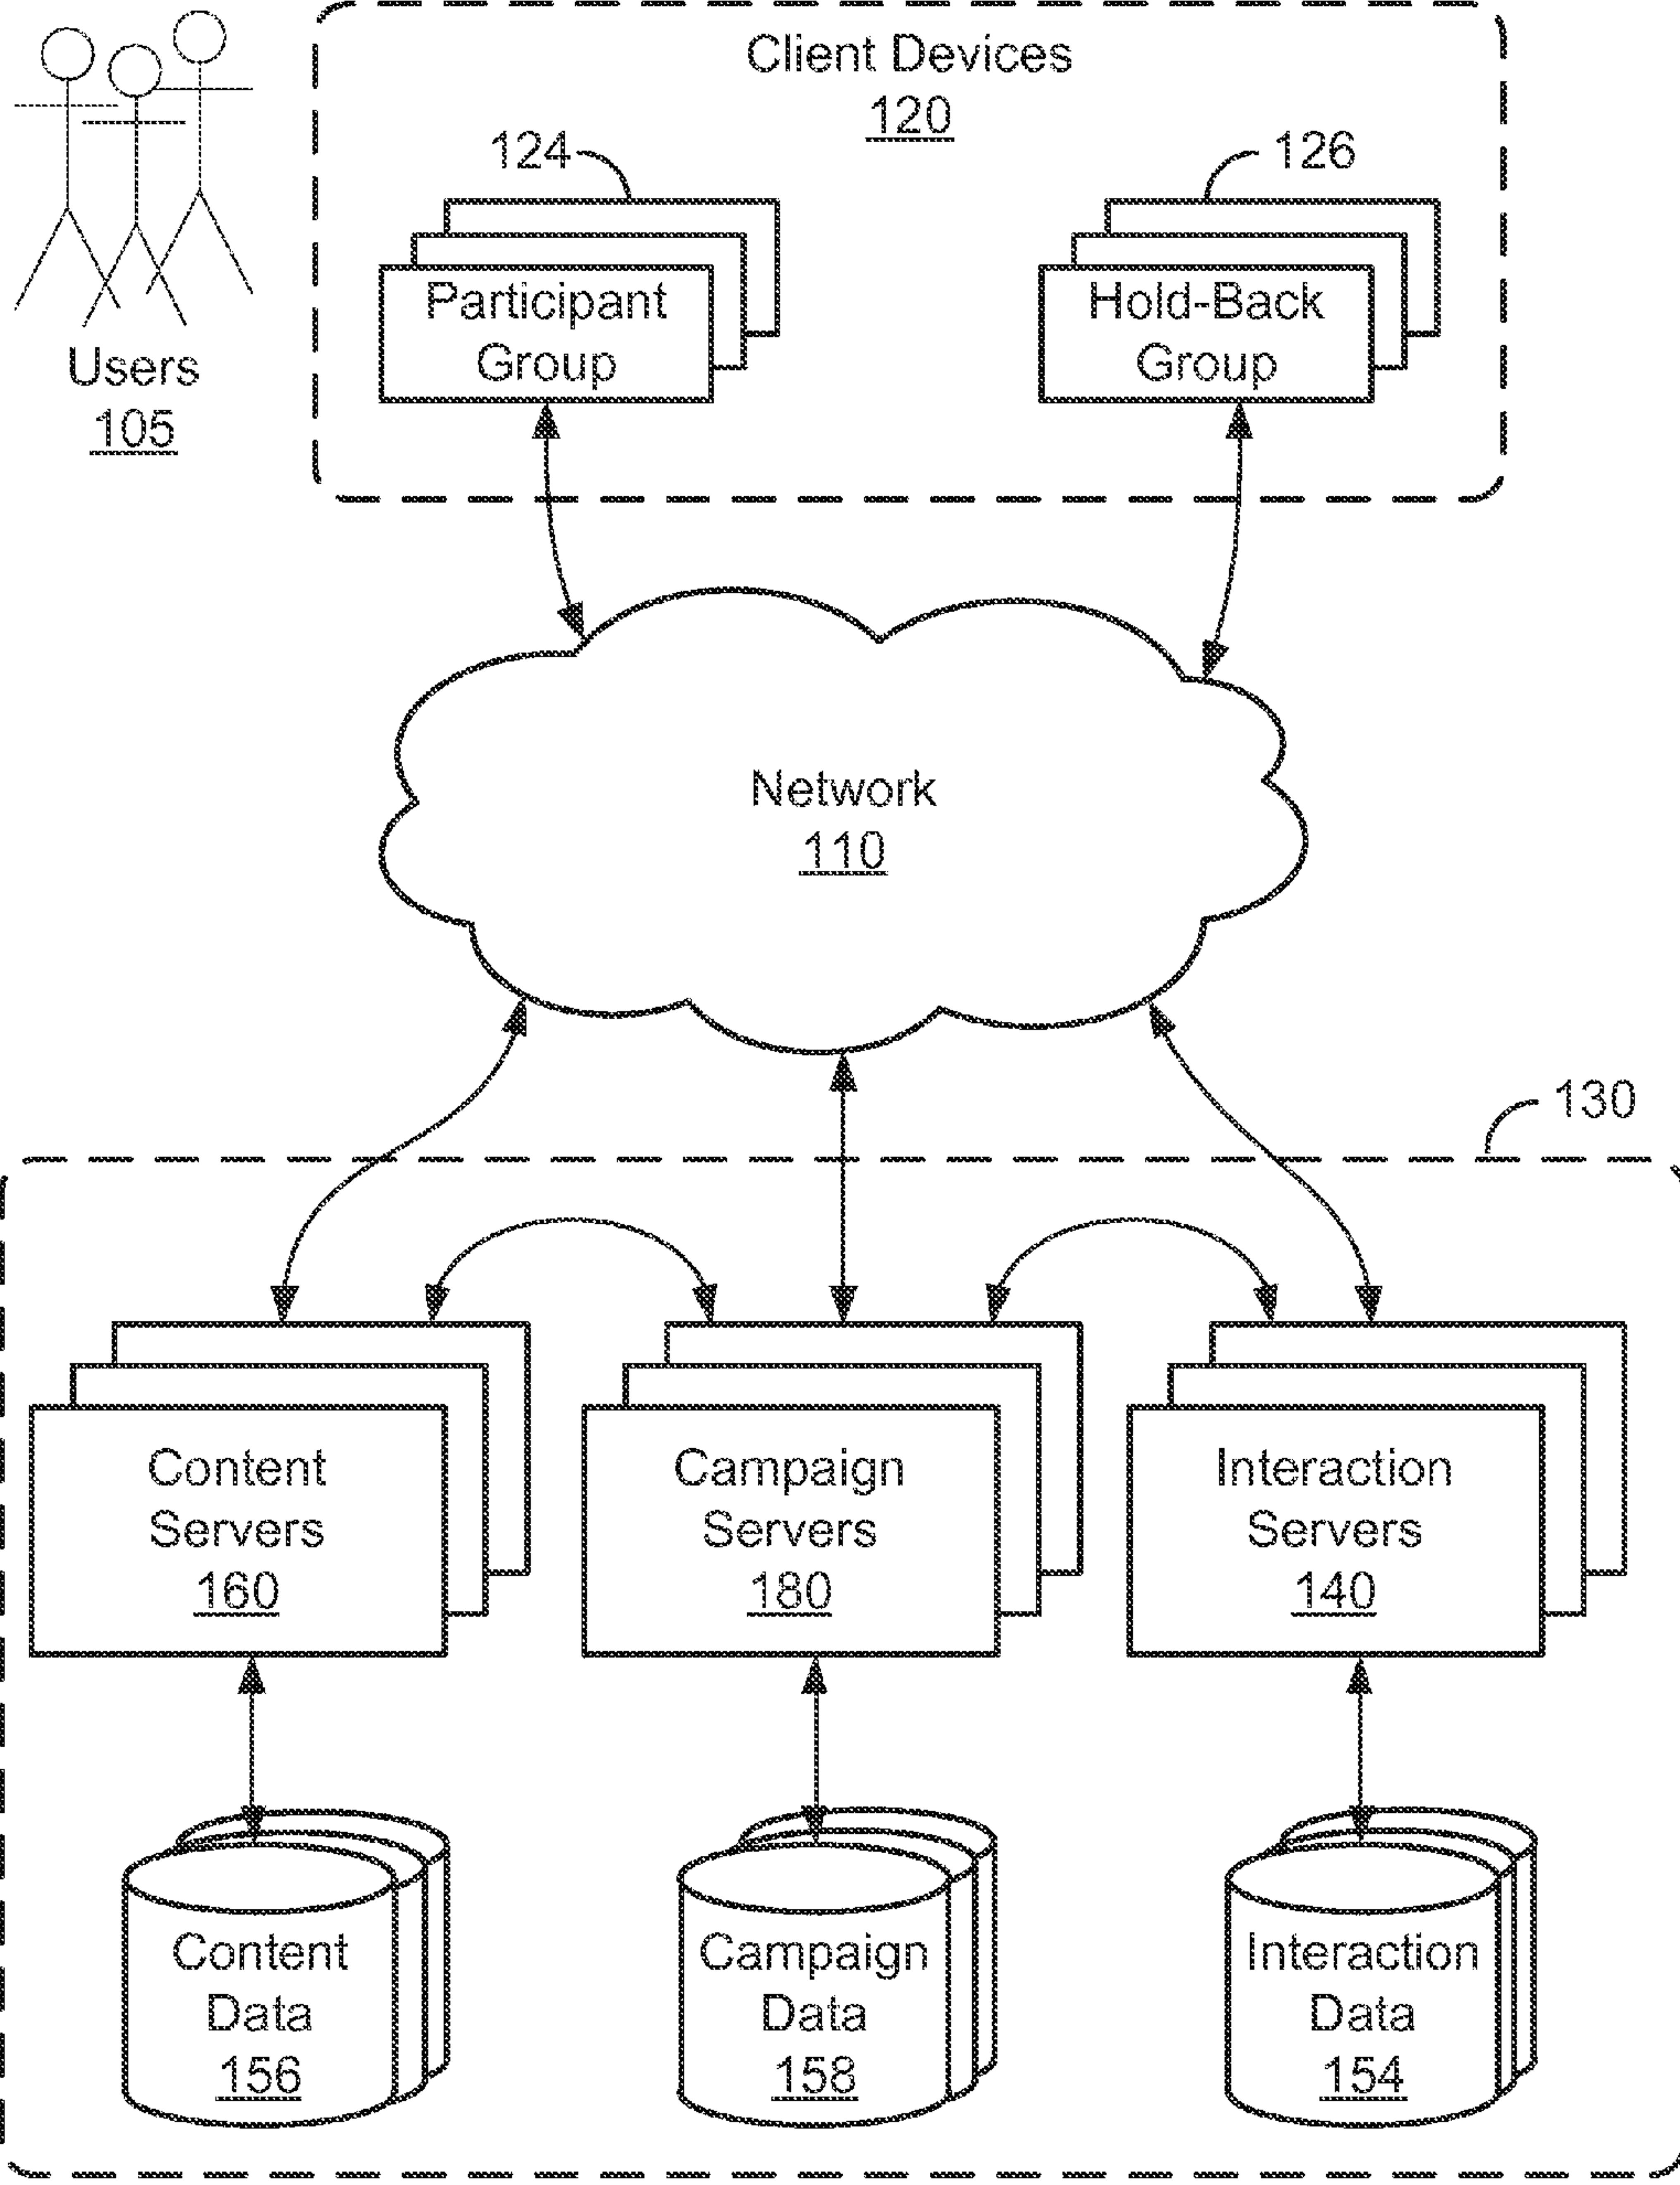 Client Devices
120
124
126
Participant
Group
Hold-Back
Group
Users
105
Network
110
130
Content
Servers
160
Campaign
Servers
180
Interaction
Servers
140
Content
Data
156
Campaign
Data
158
Interaction
Data
154